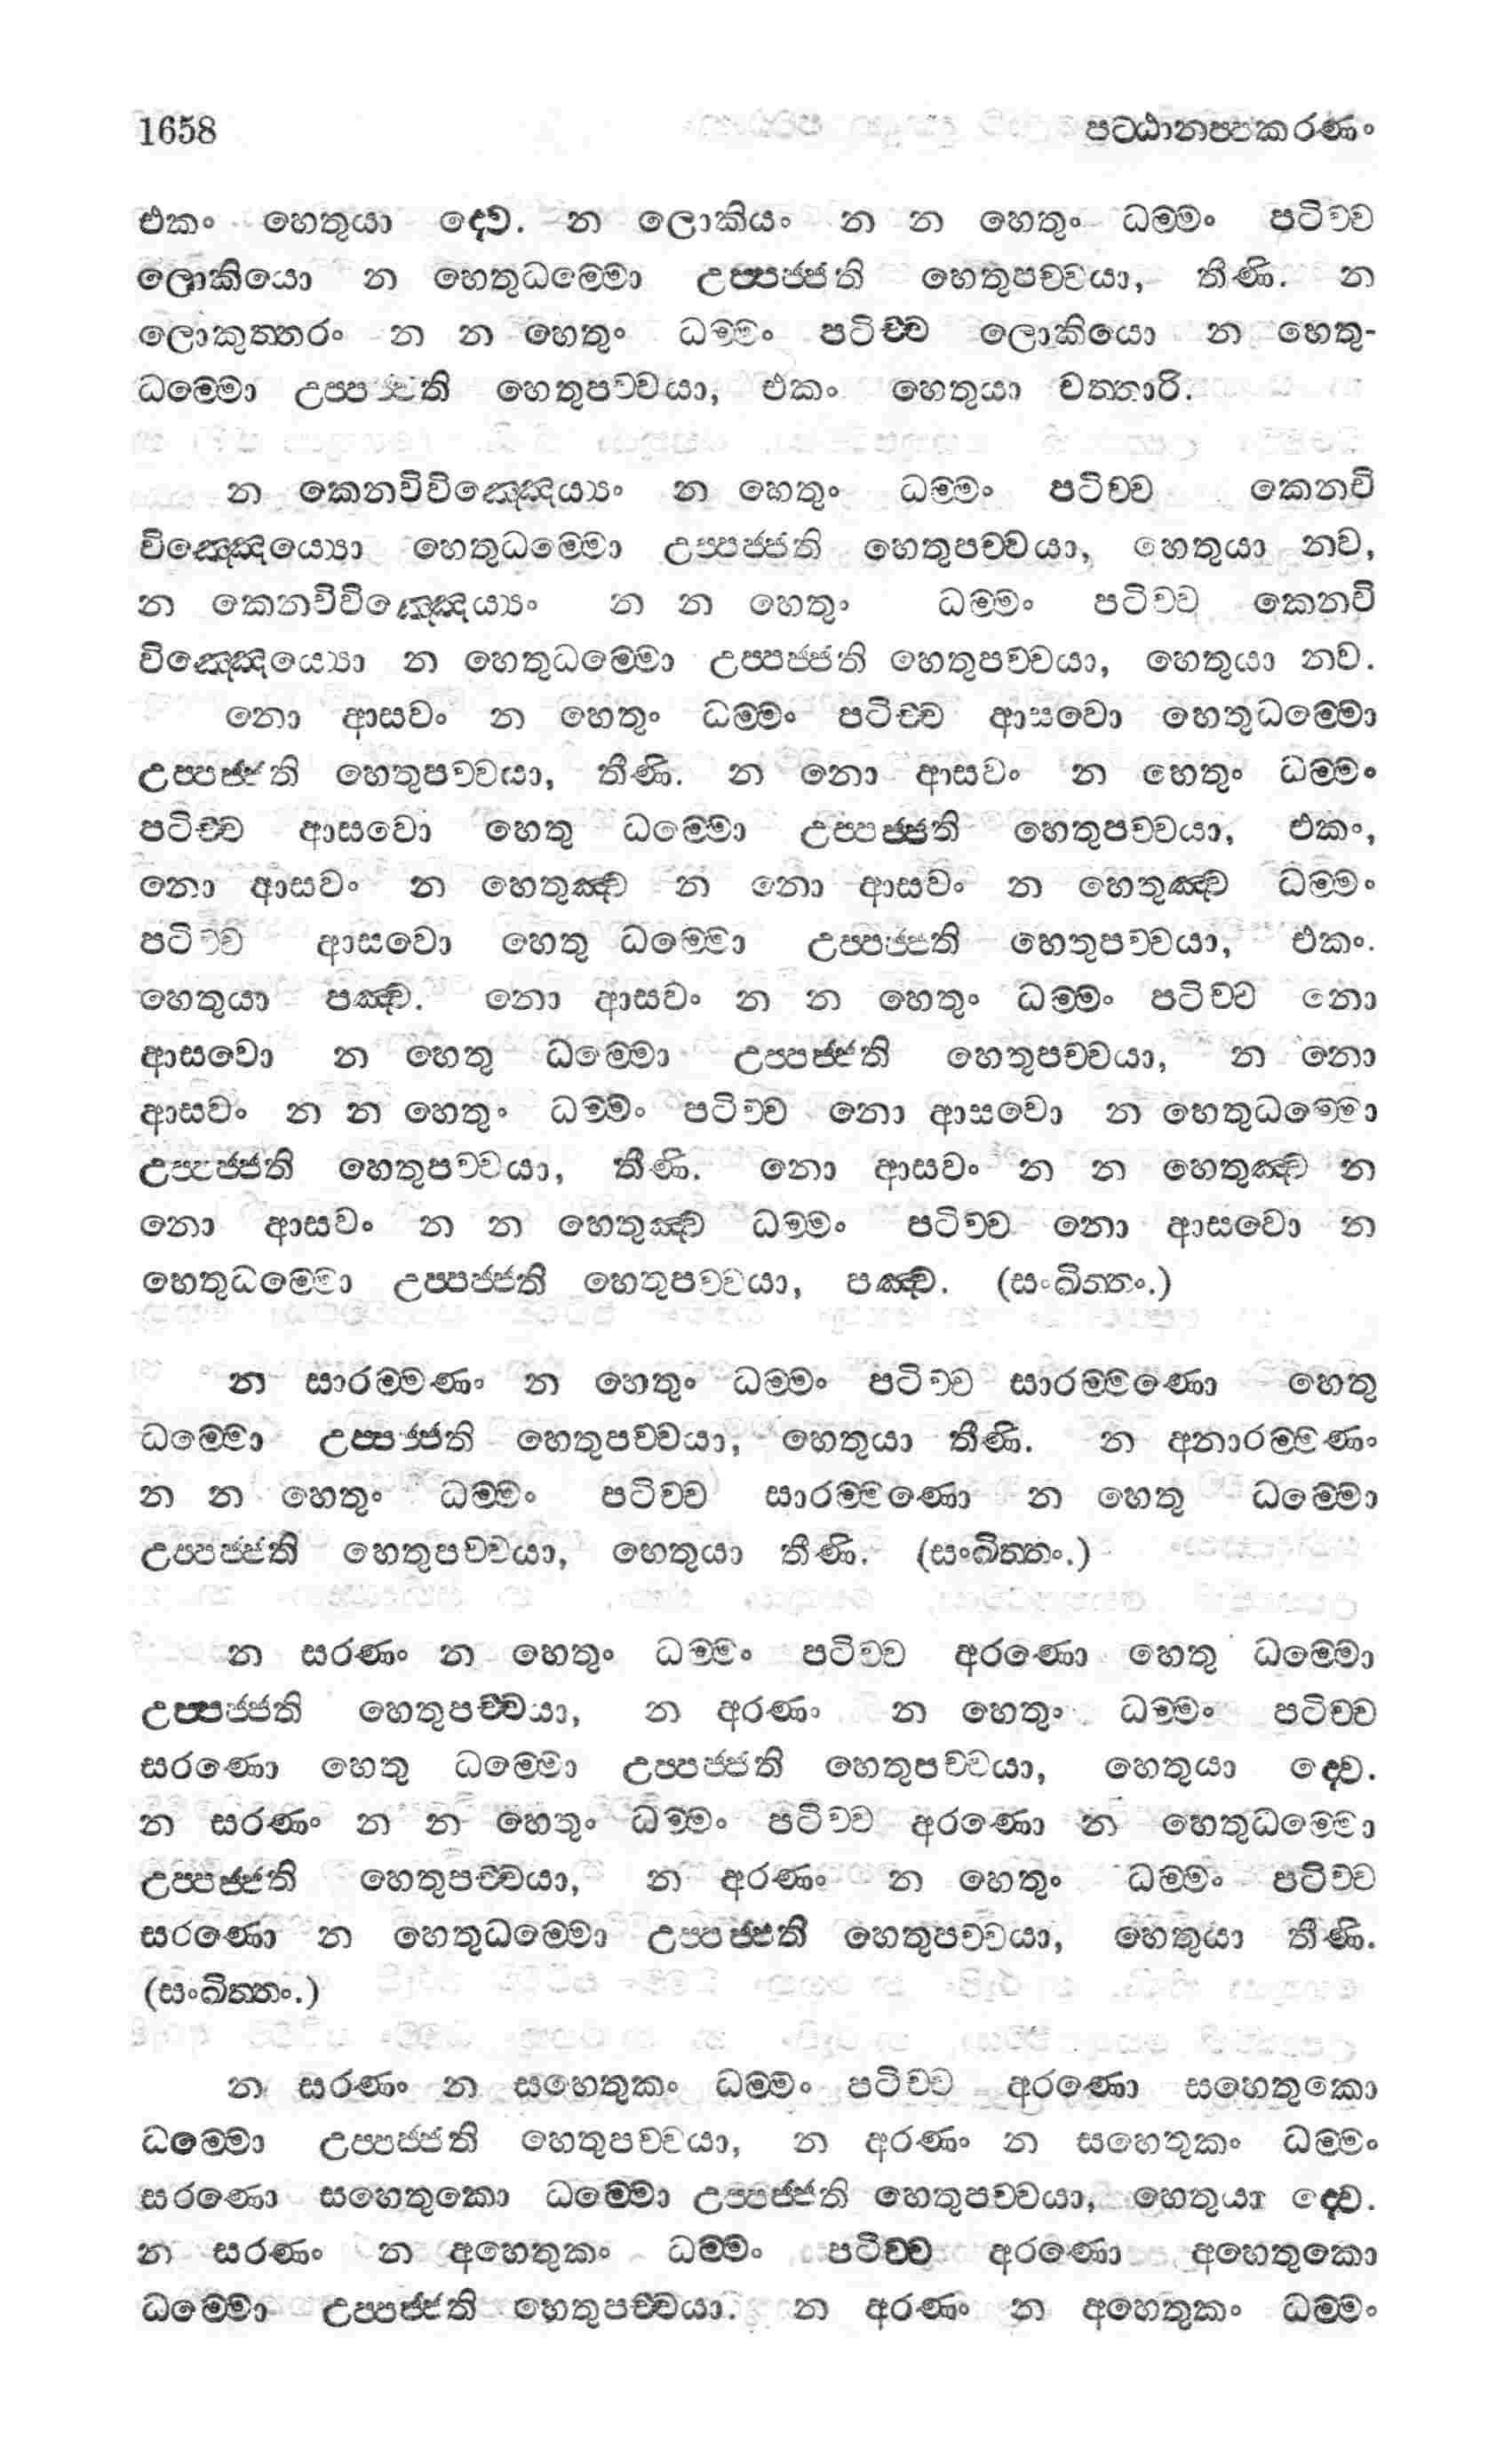 1658 පට්ඨානප්පකරණං
එකං හෙතුයා ද්වෙ. න ලොකියං න න හෙතුං ධම්මං පටිච්ච
ලොකියො න හෙතුධම්මො උප්පජ්ජති හෙතුපච්චයා, තීණි. න
ලොකුත්තරං න න හෙතුං ධම්මං පටිච්ච ලොකියො න හෙතු-
ධම්මො උප්පජ්ජති හෙතුපච්චයා, එකං හෙතුයා චත්තාරි.
න කෙනචිවිඤ්ඤෙය්‍යං න හෙතුං ධම්මං පටිච්ච කෙනචි
විඤ්ඤෙය්‍යො හෙතුධම්මො උප්පජ්ජති හෙතුපච්චයා, හෙතුයා නව,
න කෙනචිවිඤ්ඤෙය්‍යං න න හෙතුං ධම්මං පටිච්ච කෙනචි
විඤ්ඤෙය්‍යො න හෙතුධම්මො උප්පජ්ජති හෙතුපච්චයා, හෙතුයා නව.
නො ආසවං න හෙතුං ධම්මං පටිච්ච ආසවො හෙතුධම්මො
උප්පජ්ජති හෙතුපච්චයා, තීණි. න නො ආසවං න හෙතුං ධම්මං
පටිච්ච ආසවො හෙතු ධම්මො උප්පජ්ජති හෙතුපච්චයා, එකං,
නො ආසවං න හෙතුඤ්ච න නො ආසවං න හෙතුඤ්ච ධම්මං
පටිච්ච ආසවො හෙතු ධම්මො උප්පජ්ජති හෙතුපච්චයා, එකං.
හෙතුයා පඤ්ච. නො ආසවං න න හෙතුං ධම්මං පටිච්ච නො
ආසවො න හෙතු ධම්මො උප්පජ්ජති හෙතුපච්චයා, න නො
ආසවං න න හෙතුං ධම්මං පටිච්ච නො ආසවො න හෙතුධම්මො
උප්පජ්ජති හෙතුපච්චයා, තීණි. නො ආසවං න න හෙතුඤ්ච න
නො ආසවං න න හෙතුඤ්ච ධම්මං පටිච්ච නො ආසවො න
හෙතුධම්මො උප්පජ්ජති හෙතුපච්චයා, පඤ්ච. (සංඛිත්තං.)
න සාරම්මණං න හෙතුං ධම්මං පටිච්ච සාරම්මණො හෙතු
ධම්මො උප්පජ්ජති හෙතුපච්චයා, හෙතුයා තීණි. න අනාරම්මණං
න න හෙතුං ධම්මං පටිච්ච සාරම්මණො න හෙතු ධම්මො
උප්පජ්ජති හෙතුපච්චයා, හෙතුයා තීණි. (සංඛිත්තං.)
න සරණං න හෙතුං ධම්මං පටිච්ච අරණො හෙතු ධම්මො
උප්පජ්ජති හෙතුපච්චයා, න අරණං න හෙතුං ධම්මං පටිච්ච
සරණො හෙතු ධම්මො උප්පජ්ජති හෙතුපච්චයා, හෙතුයා ද්වෙ.
න සරණං න න හෙතුං ධම්මං පටිච්ච අරණො න හෙතුධම්මො
උප්පජ්ජති හෙතුපච්චයා, න අරණං න හෙතුං ධම්මං පටිච්ච
සරණො න හෙතුධම්මො උප්පජ්ජති හෙතුපච්චයා, හෙතුයා තීණි.
(සංඛිත්තං.)
න සරණං න සහෙතුකං ධම්මං පටිච්ච අරණො සහෙතුකො
ධම්මො උප්පජ්ජති හෙතුපච්චයා, න අරණං න සහෙතුකං ධම්මං
සරණො සහෙතුකො ධම්මො උප්පජ්ජති හෙතුපච්චයා, හෙතුයා ද්වෙ.
න සරණං න අහෙතුකං ධම්මං පටිච්ච අරණො අහෙතුකො
ධම්මො උප්පජ්ජති හෙතුපච්චයා. න අරණං න අහෙතුකං ධම්මං